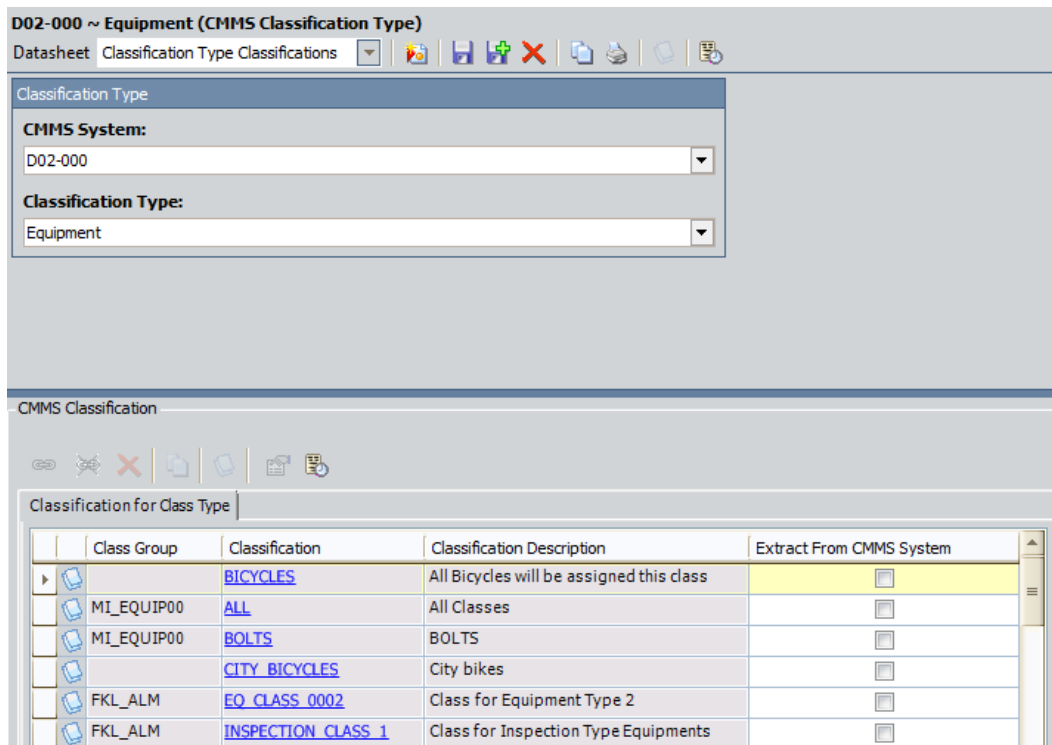 D02-000 ~ Equipment (CMMS Classification Type)
Datasheet Classification Type Classifications
Classification Type
CMMS System:
D02-000
Classification Type:
Equipment
CMMS Classification
Classification for Class Type
Class Group Classification Classification Description Extract From CMMS System
BICYCLES All Bicycles will be assigned this class
MI_EQUIP00 ALL All Classes
MI_EQUIP00 BOLTS BOLTS
CITY_BICYCLES City bikes
FKL_ALM EQ_CLASS_0002 Class for Equipment Type 2
FKL_ALM INSPECTION_CLASS_1 Class for Inspection Type Equipments